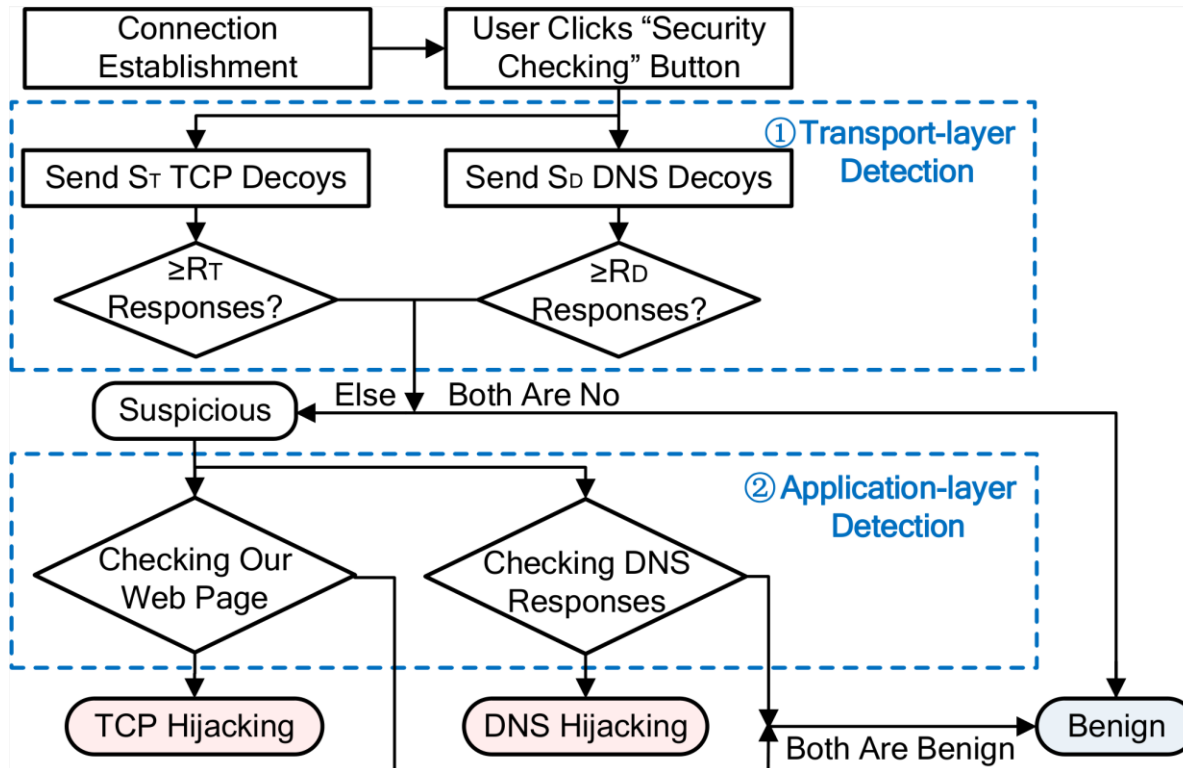 Connection
Establishment
User Clicks “Security
Checking” Button
① Transport-layer
Detection
Send ST TCP Decoys
Send SD DNS Decoys
≥RT
Responses?
≥RD
Responses?
Suspicious
Else
Both Are No
② Application-layer
Detection
Checking Our
Web Page
Checking DNS
Responses
TCP Hijacking
DNS Hijacking
Both Are Benign
Benign